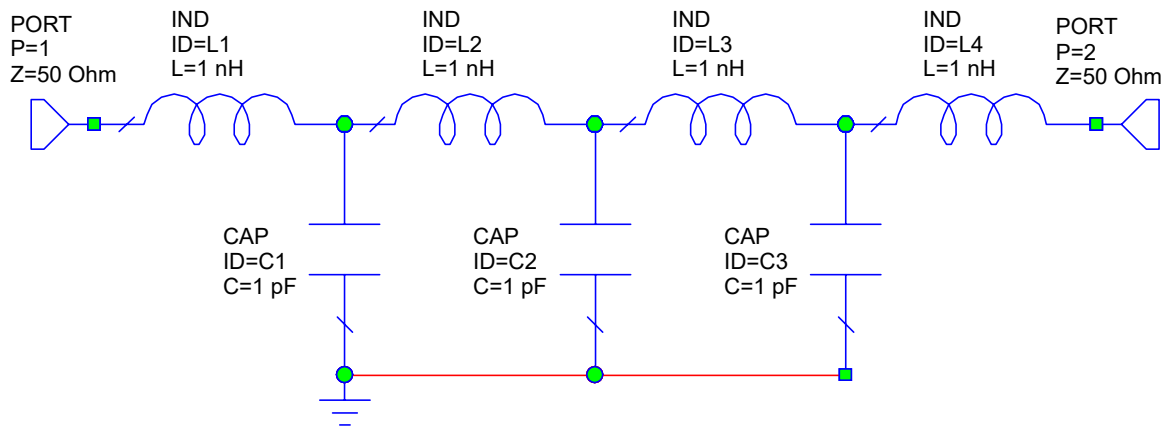 PORT
P=1
Z=50 Ohm
IND
ID=L1
L=1 nH
IND
ID=L2
L=1 nH
IND
ID=L3
L=1 nH
IND
ID=L4
L=1 nH
PORT
P=2
Z=50 Ohm
CAP
ID=C1
C=1 pF
CAP
ID=C2
C=1 pF
CAP
ID=C3
C=1 pF